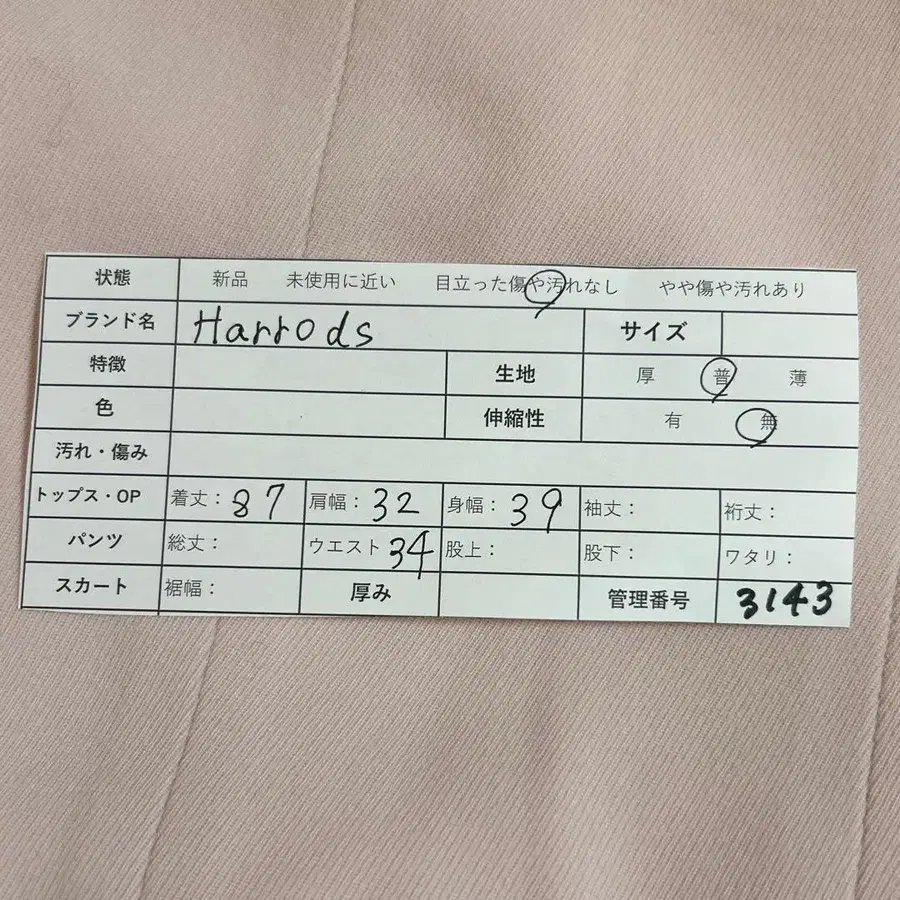 状態 新品 未使用に近い 目立った傷や汚れなし やや傷や汚れあり
ブランド名 Harrods サイズ
特徴 生地 厚 普 薄
色 伸縮性 有 無
汚れ・傷み
トップス・OP 着丈: 87 肩幅: 32 身幅: 39 袖丈: 裄丈:
パンツ 総丈: ウエスト 34 股上: 股下: ワタリ:
スカート 裾幅: 厚み 管理番号 3143